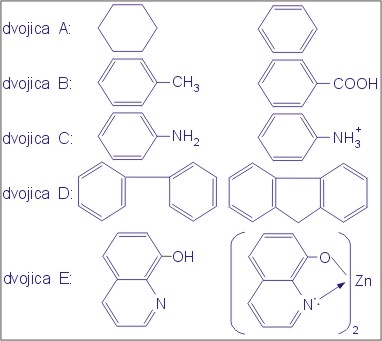 dvojica A:
dvojica B: CH3 COOH
dvojica C: NH2 NH3+
dvojica D:
dvojica E: OH N O N Zn 2